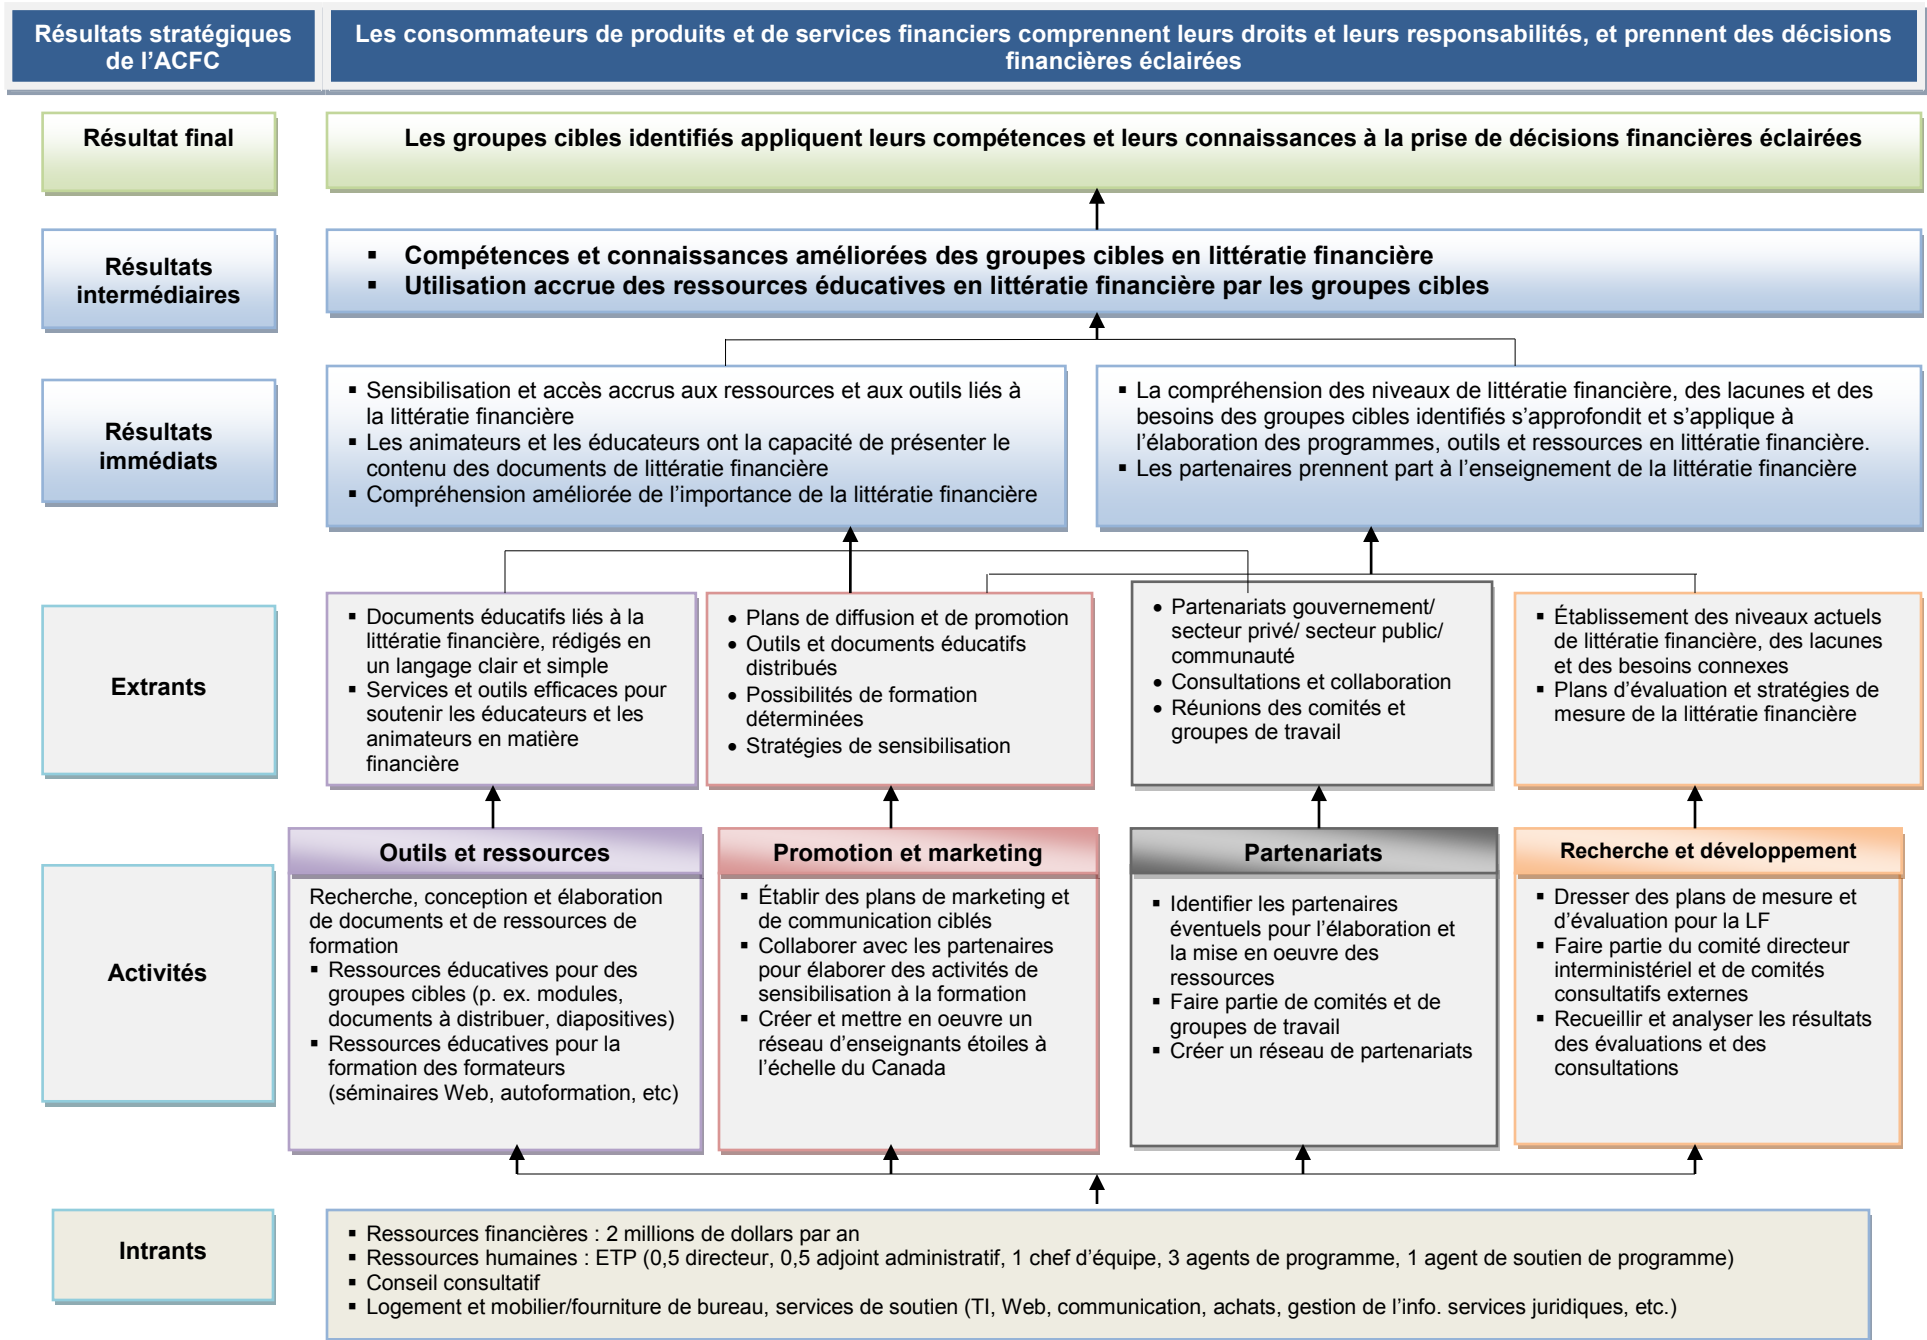 Résultats stratégiques
de l'ACFC
Les consommateurs de produits et de services financiers comprennent leurs droits et leurs responsabilités, et prennent des décisions
financières éclairées
Résultat final
Les groupes cibles identifiés appliquent leurs compétences et leurs connaissances à la prise de décisions financières éclairées
Résultats
intermédiaires
▪ Compétences et connaissances améliorées des groupes cibles en littératie financière
▪ Utilisation accrue des ressources éducatives en littératie financière par les groupes cibles
Résultats
immédiats
▪ Sensibilisation et accès accrus aux ressources et aux outils liés à
la littératie financière
▪ Les animateurs et les éducateurs ont la capacité de présenter le
contenu des documents de littératie financière
▪ Compréhension améliorée de l'importance de la littératie financière
▪ La compréhension des niveaux de littératie financière, des lacunes et des
besoins des groupes cibles identifiés s'approfondit et s'applique à
l'élaboration des programmes, outils et ressources en littératie financière.
▪ Les partenaires prennent part à l'enseignement de la littératie financière
Extrants
▪ Documents éducatifs liés à la
littératie financière, rédigés en
un langage clair et simple
▪ Services et outils efficaces pour
soutenir les éducateurs et les
animateurs en matière
financière
• Plans de diffusion et de promotion
• Outils et documents éducatifs
distribués
• Possibilités de formation
déterminées
• Stratégies de sensibilisation
• Partenariats gouvernement/
secteur privé/ secteur public/
communauté
• Consultations et collaboration
• Réunions des comités et
groupes de travail
▪ Établissement des niveaux actuels
de littératie financière, des lacunes
et des besoins connexes
▪ Plans d'évaluation et stratégies de
mesure de la littératie financière
Activités
Outils et ressources
Recherche, conception et élaboration
de documents et de ressources de
formation
▪ Ressources éducatives pour des
groupes cibles (p. ex. modules,
documents à distribuer, diapositives)
▪ Ressources éducatives pour la
formation des formateurs
(séminaires Web, autoformation, etc)
Promotion et marketing
▪ Établir des plans de marketing et
de communication ciblés
▪ Collaborer avec les partenaires
pour élaborer des activités de
sensibilisation à la formation
▪ Créer et mettre en oeuvre un
réseau d'enseignants étoiles à
l'échelle du Canada
Partenariats
▪ Identifier les partenaires
éventuels pour l'élaboration et
la mise en oeuvre des
ressources
▪ Faire partie de comités et de
groupes de travail
▪ Créer un réseau de partenariats
Recherche et développement
▪ Dresser des plans de mesure et
d'évaluation pour la LF
▪ Faire partie du comité directeur
interministériel et de comités
consultatifs externes
▪ Recueillir et analyser les résultats
des évaluations et des
consultations
Intrants
▪ Ressources financières : 2 millions de dollars par an
▪ Ressources humaines : ETP (0,5 directeur, 0,5 adjoint administratif, 1 chef d'équipe, 3 agents de programme, 1 agent de soutien de programme)
▪ Conseil consultatif
▪ Logement et mobilier/fourniture de bureau, services de soutien (TI, Web, communication, achats, gestion de l'info. services juridiques, etc.)